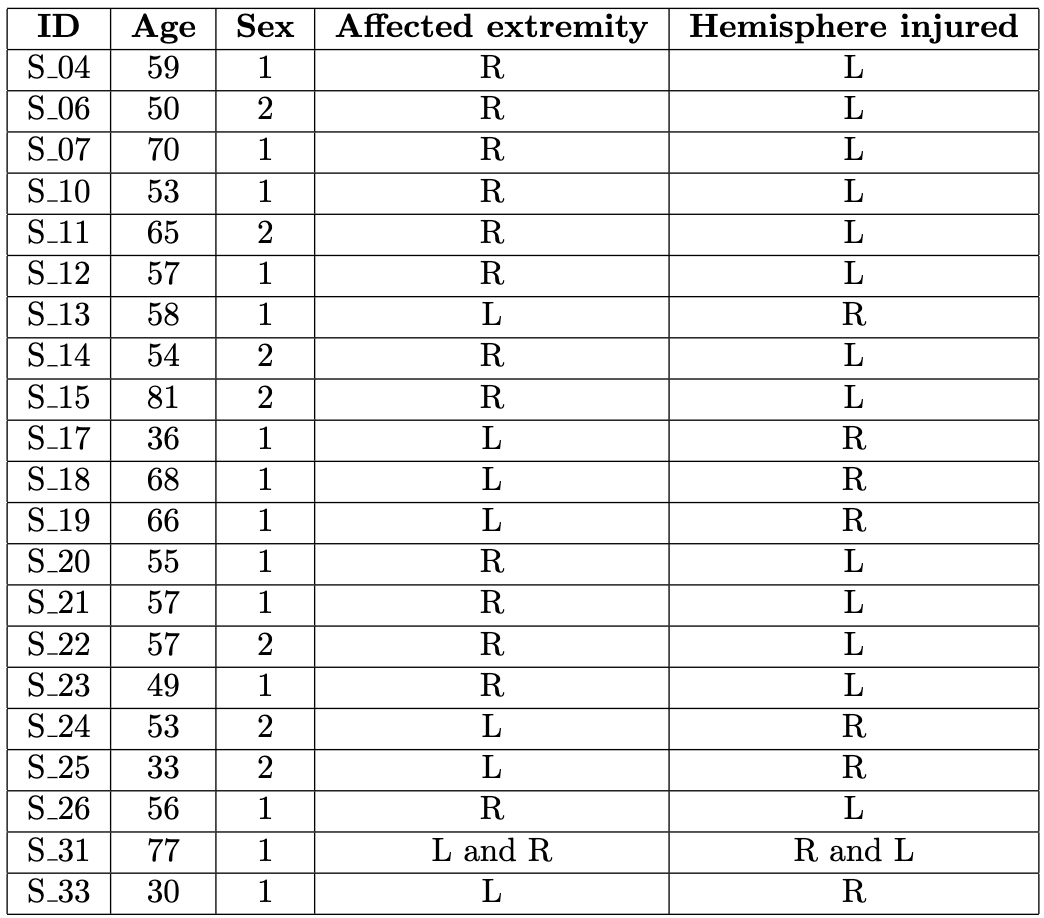 ID Age Sex Affected extremity Hemisphere injured
S_04 59 1 R L
S_06 50 2 R L
S_07 70 1 R L
S_10 53 1 R L
S_11 65 2 R L
S_12 57 1 R L
S_13 58 1 L R
S_14 54 2 R L
S_15 81 2 R L
S_17 36 1 L R
S_18 68 1 L R
S_19 66 1 L R
S_20 55 1 R L
S_21 57 1 R L
S_22 57 2 R L
S_23 49 1 R L
S_24 53 2 L R
S_25 33 2 L R
S_26 56 1 R L
S_31 77 1 L and R R and L
S_33 30 1 L R